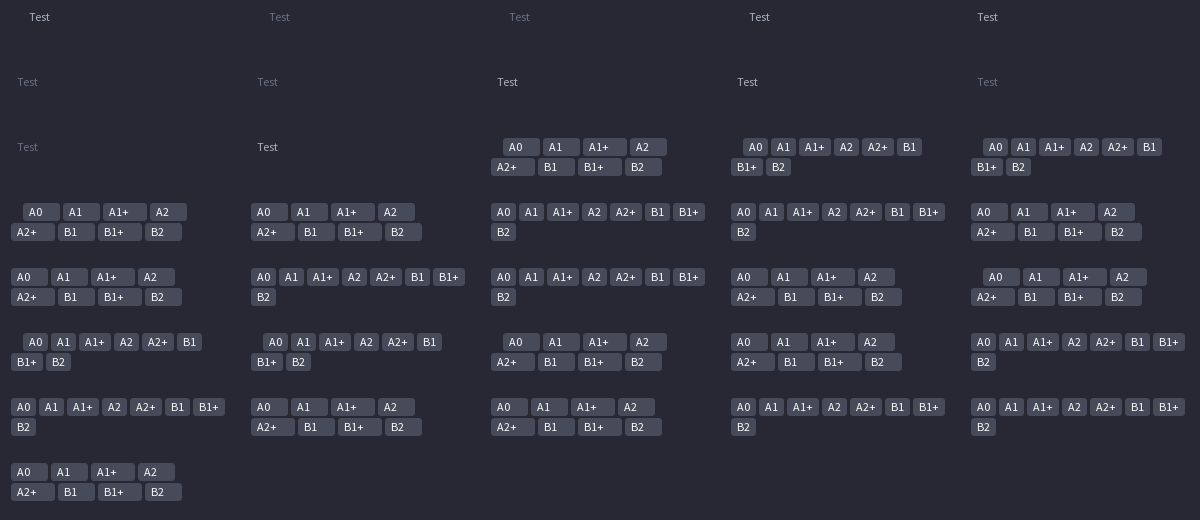 Test Test Test Test Test
Test Test Test Test Test
Test Test A0 A1 A1+ A2 A0 A1 A1+ A2 A2+ B1 A0 A1 A1+ A2 A2+ B1
A2+ B1 B1+ B2 B1+ B2 B1+ B2
A0 A1 A1+ A2 A0 A1 A1+ A2 A0 A1 A1+ A2 A2+ B1 B1+ A0 A1 A1+ A2 A2+ B1 B1+ A0 A1 A1+ A2
A2+ B1 B1+ B2 A2+ B1 B1+ B2 B2 B2 A2+ B1 B1+ B2
A0 A1 A1+ A2 A0 A1 A1+ A2 A2+ B1 B1+ A0 A1 A1+ A2 A2+ B1 B1+ A0 A1 A1+ A2 A0 A1 A1+ A2
A2+ B1 B1+ B2 B2 B2 A2+ B1 B1+ B2 A2+ B1 B1+ B2
A0 A1 A1+ A2 A2+ B1 A0 A1 A1+ A2 A2+ B1 A0 A1 A1+ A2 A0 A1 A1+ A2 A0 A1 A1+ A2 A2+ B1 B1+
B1+ B2 B1+ B2 A2+ B1 B1+ B2 A2+ B1 B1+ B2 B2
A0 A1 A1+ A2 A2+ B1 B1+ A0 A1 A1+ A2 A0 A1 A1+ A2 A0 A1 A1+ A2 A2+ B1 B1+ A0 A1 A1+ A2 A2+ B1 B1+
B2 A2+ B1 B1+ B2 A2+ B1 B1+ B2 B2 B2
A0 A1 A1+ A2
A2+ B1 B1+ B2